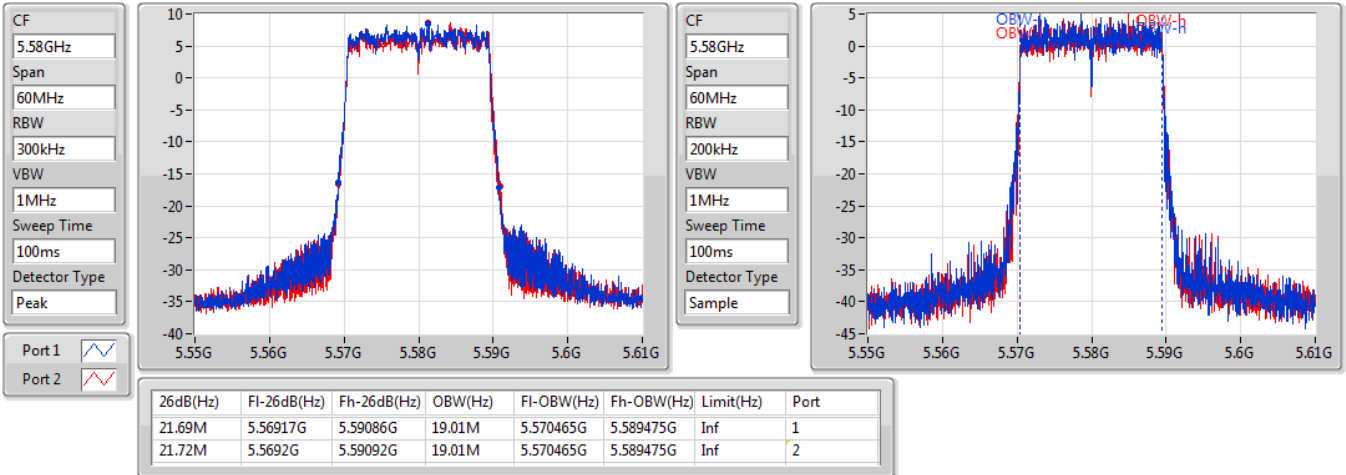 CF
5.58GHz
Span
60MHz
RBW
300kHz
VBW
1MHz
Sweep Time
100ms
Detector Type
Peak
Port 1
Port 2
10
5
0
-5
-10
-15
-20
-25
-30
-35
-40
5.55G 5.56G 5.57G 5.58G 5.59G 5.6G 5.61G
CF
5.58GHz
Span
60MHz
RBW
200kHz
VBW
1MHz
Sweep Time
100ms
Detector Type
Sample
5
0
-5
-10
-15
-20
-25
-30
-35
-40
-45
5.55G 5.56G 5.57G 5.58G 5.59G 5.6G 5.61G
26dB(Hz) Fl-26dB(Hz) Fh-26dB(Hz) OBW(Hz) Fl-OBW(Hz) Fh-OBW(Hz) Limit(Hz) Port
21.69M 5.56917G 5.59086G 19.01M 5.570465G 5.589475G Inf 1
21.72M 5.5692G 5.59092G 19.01M 5.570465G 5.589475G Inf 2